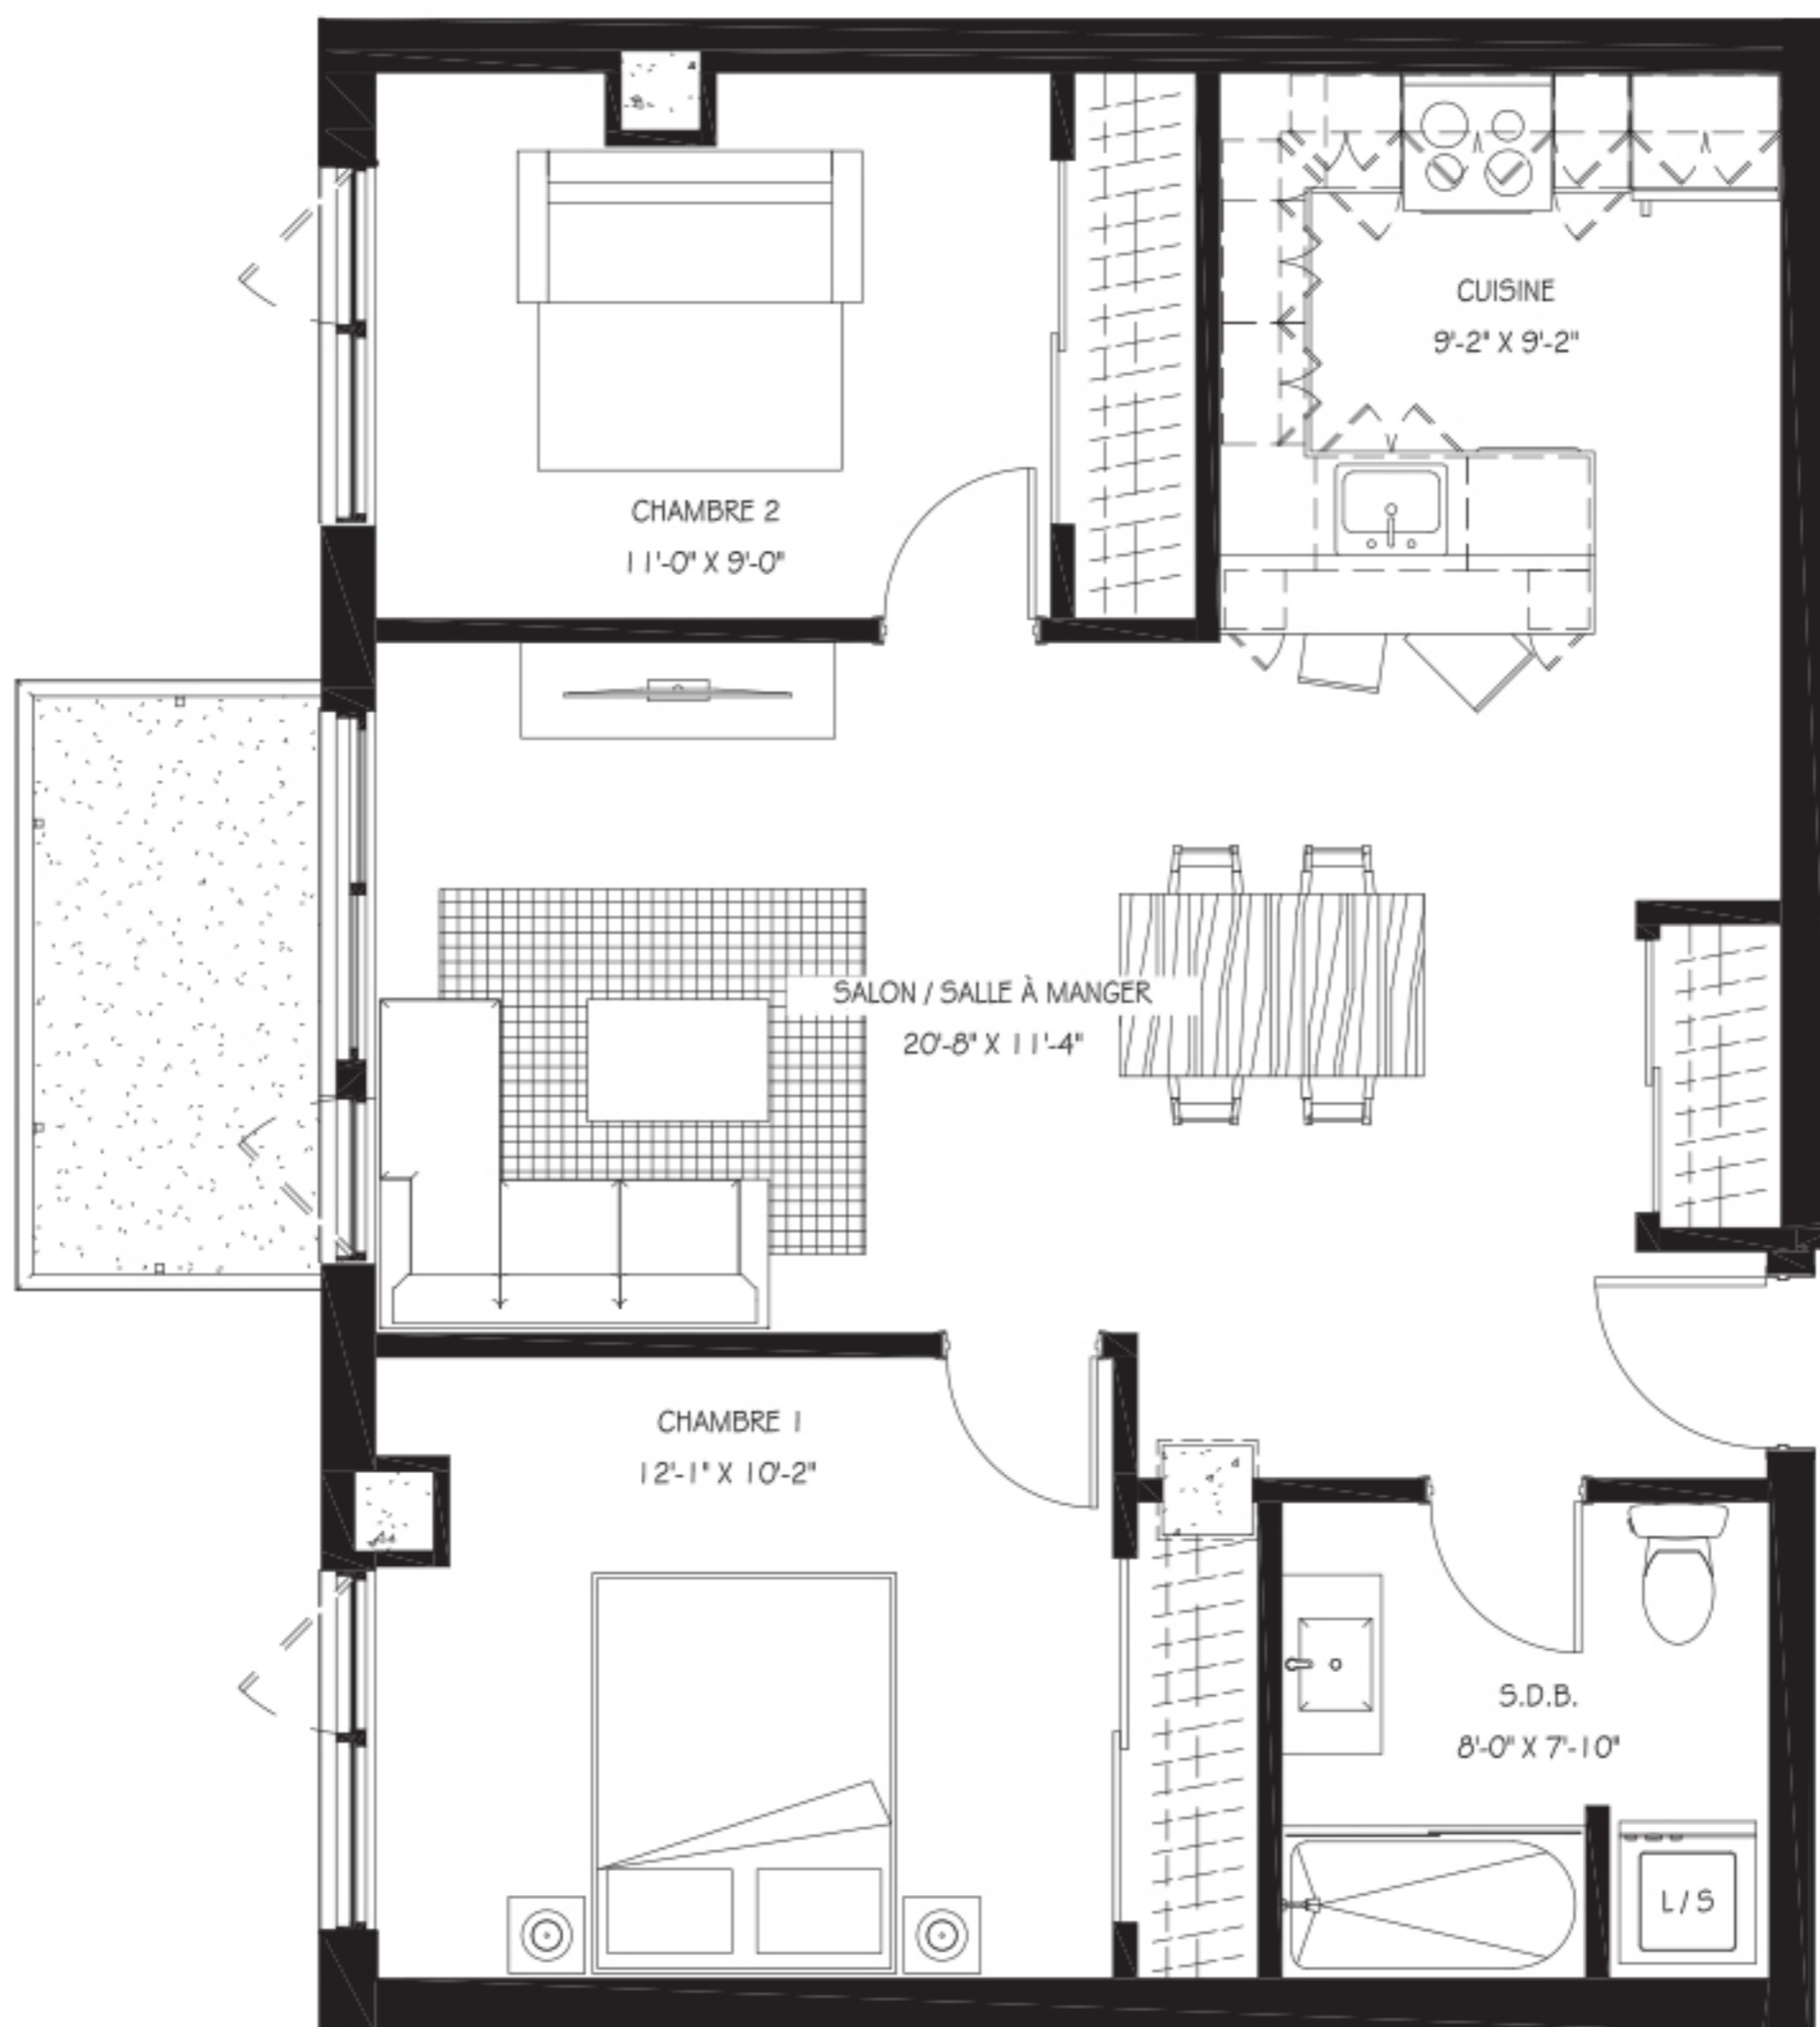 CUISINE
9'-2" X 9'-2"
CHAMBRE 2
11'-0" X 9'-0"
SALON / SALLE À MANGER
20'-8" X 11'-4"
CHAMBRE 1
12'-1" X 10'-2"
S.D.B.
8'-0" X 7'-10"
L / S